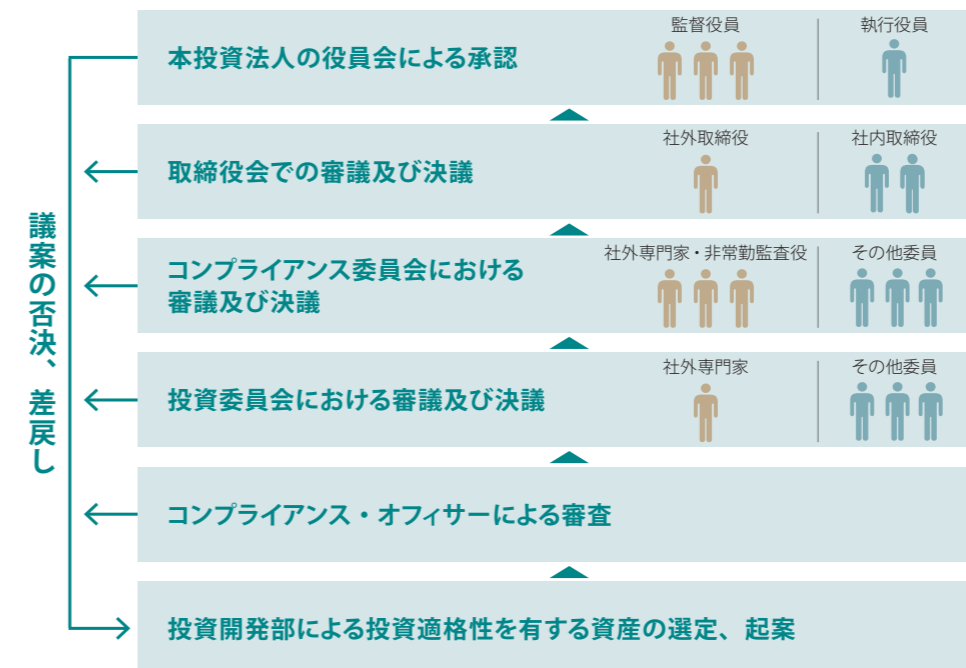 議案の否決、差戻し
本投資法人の役員会による承認
監督役員
執行役員
取締役会での審議及び決議
社外取締役
社内取締役
コンプライアンス委員会における
審議及び決議
社外専門家・非常勤監査役
その他委員
投資委員会における審議及び決議
社外専門家
その他委員
コンプライアンス・オフィサーによる審査
投資開発部による投資適格性を有する資産の選定、起案